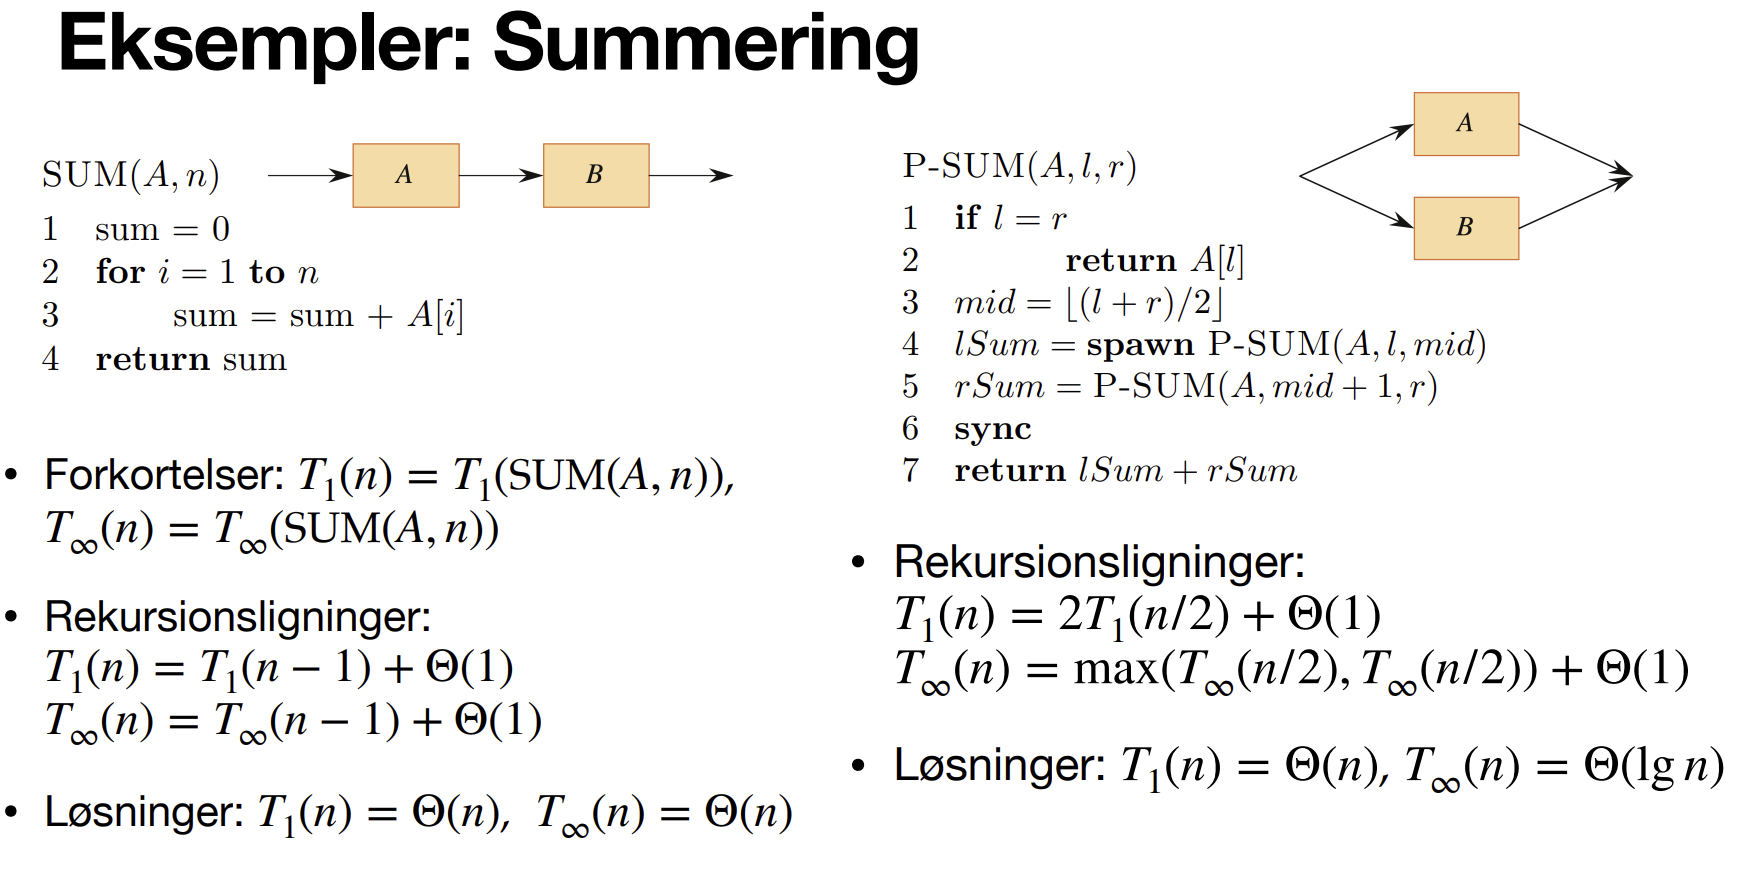 Eksempler: Summering
SUM(A, n)
A
B
1 sum = 0
2 for i = 1 to n
3 sum = sum + A[i]
4 return sum
• Forkortelser: T₁(n) = T₁(SUM(A, n)),
T∞(n) = T∞(SUM(A, n))
• Rekursionsligninger:
T₁(n) = T₁(n − 1) + Θ(1)
T∞(n) = T∞(n − 1) + Θ(1)
• Løsninger: T₁(n) = Θ(n), T∞(n) = Θ(n)
P-SUM(A, l, r)
A
B
1 if l = r
2 return A[l]
3 mid = ⌊(l + r)/2⌋
4 lSum = spawn P-SUM(A, l, mid)
5 rSum = P-SUM(A, mid + 1, r)
6 sync
7 return lSum + rSum
• Rekursionsligninger:
T₁(n) = 2T₁(n/2) + Θ(1)
T∞(n) = max(T∞(n/2), T∞(n/2)) + Θ(1)
• Løsninger: T₁(n) = Θ(n), T∞(n) = Θ(lg n)